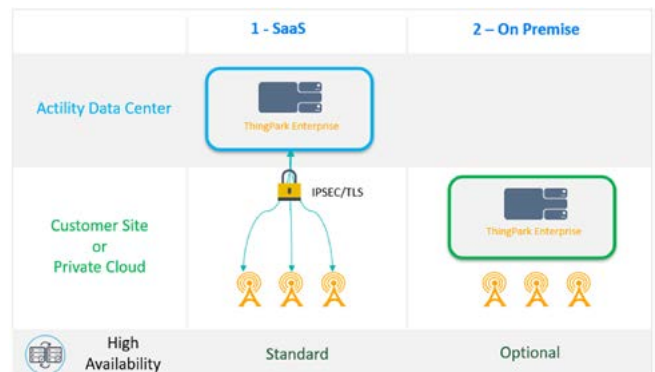 1 - SaaS
2 – On Premise
Actility Data Center
ThingPark Enterprise
IPSEC/TLS
Customer Site
or
Private Cloud
ThingPark Enterprise
High
Availability
Standard
Optional